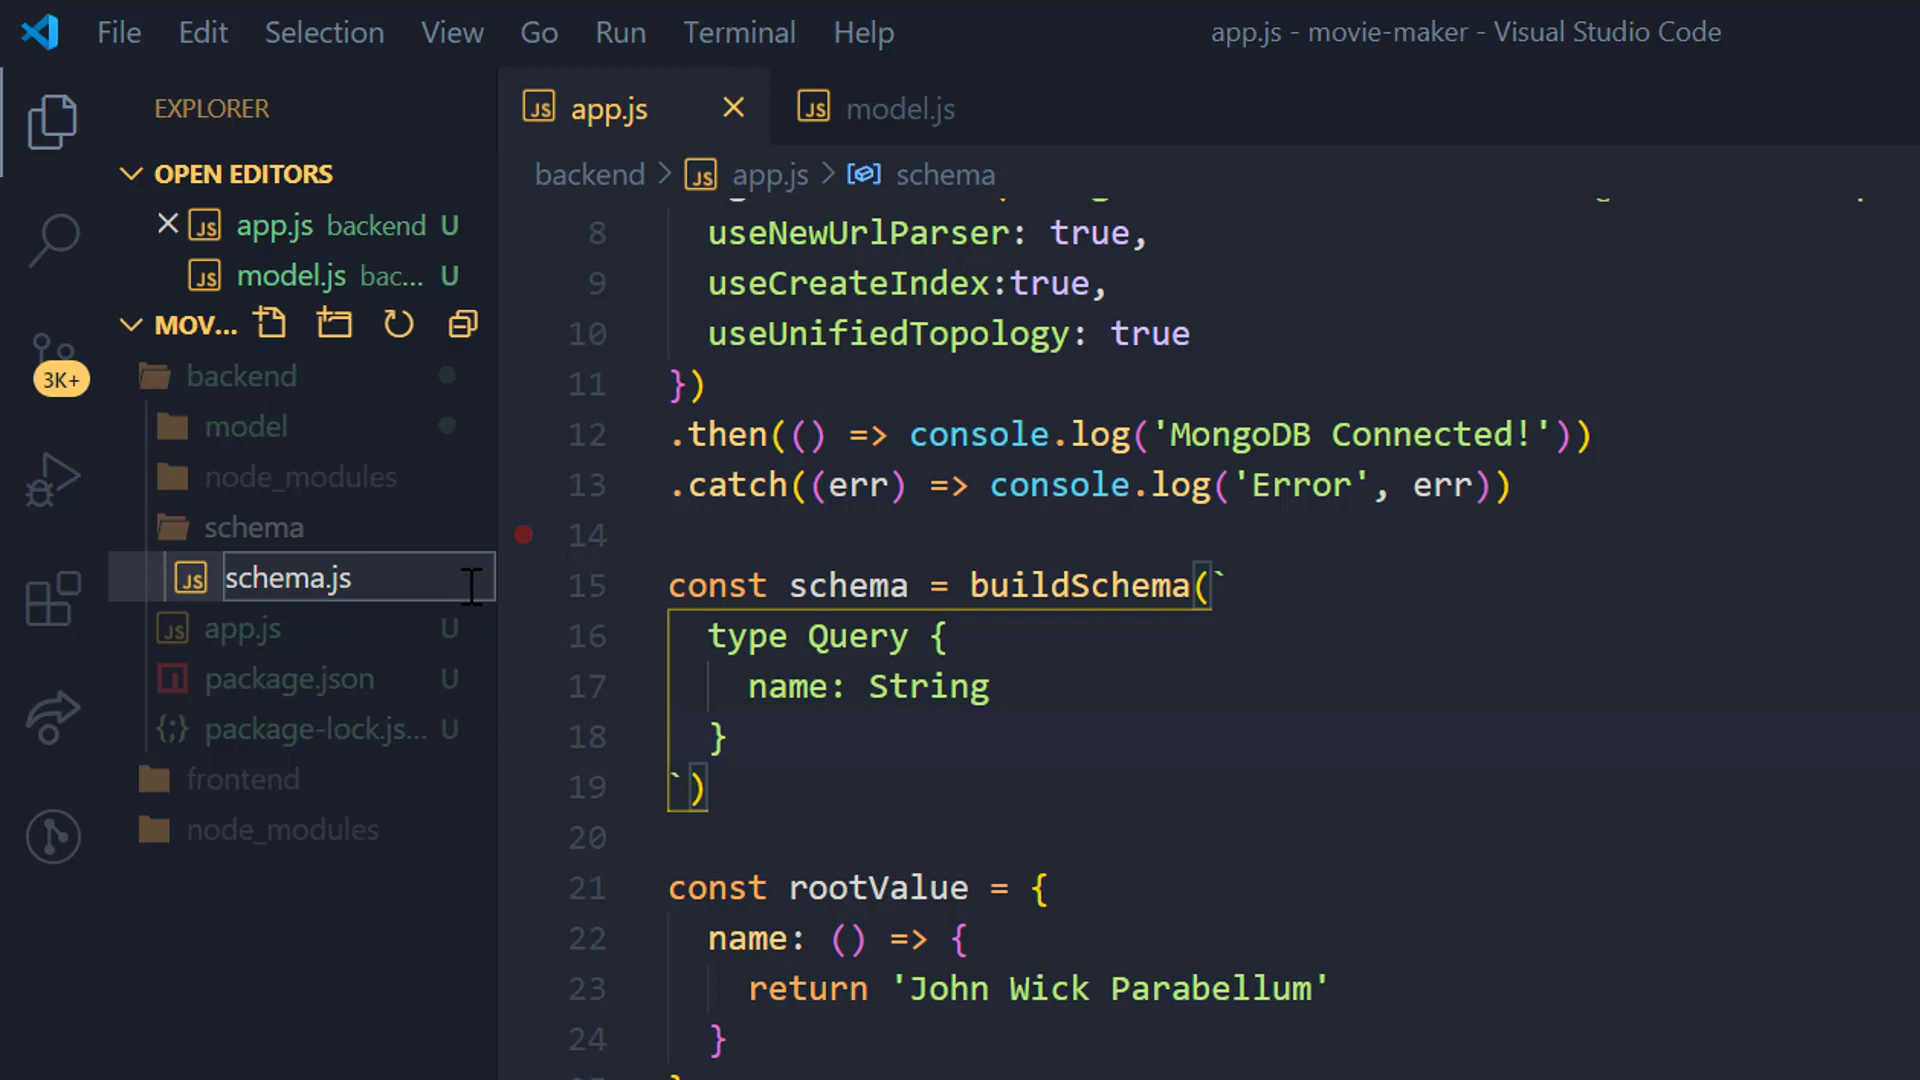 File Edit Selection View Go Run Terminal Help
app.js - movie-maker - Visual Studio Code
EXPLORER
OPEN EDITORS
app.js backend U
model.js bac... U
MOV...
backend
model
node_modules
schema
schema.js
app.js U
package.json U
package-lock.js... U
frontend
node_modules
3K+
app.js
model.js
backend > app.js > schema
8 useNewUrlParser: true,
9 useCreateIndex:true,
10 useUnifiedTopology: true
11 })
12 .then(() => console.log('MongoDB Connected!'))
13 .catch((err) => console.log('Error', err))
14
15 const schema = buildSchema(`
16 type Query {
17 name: String
18 }
19 `)
20
21 const rootValue = {
22 name: () => {
23 return 'John Wick Parabellum'
24 }